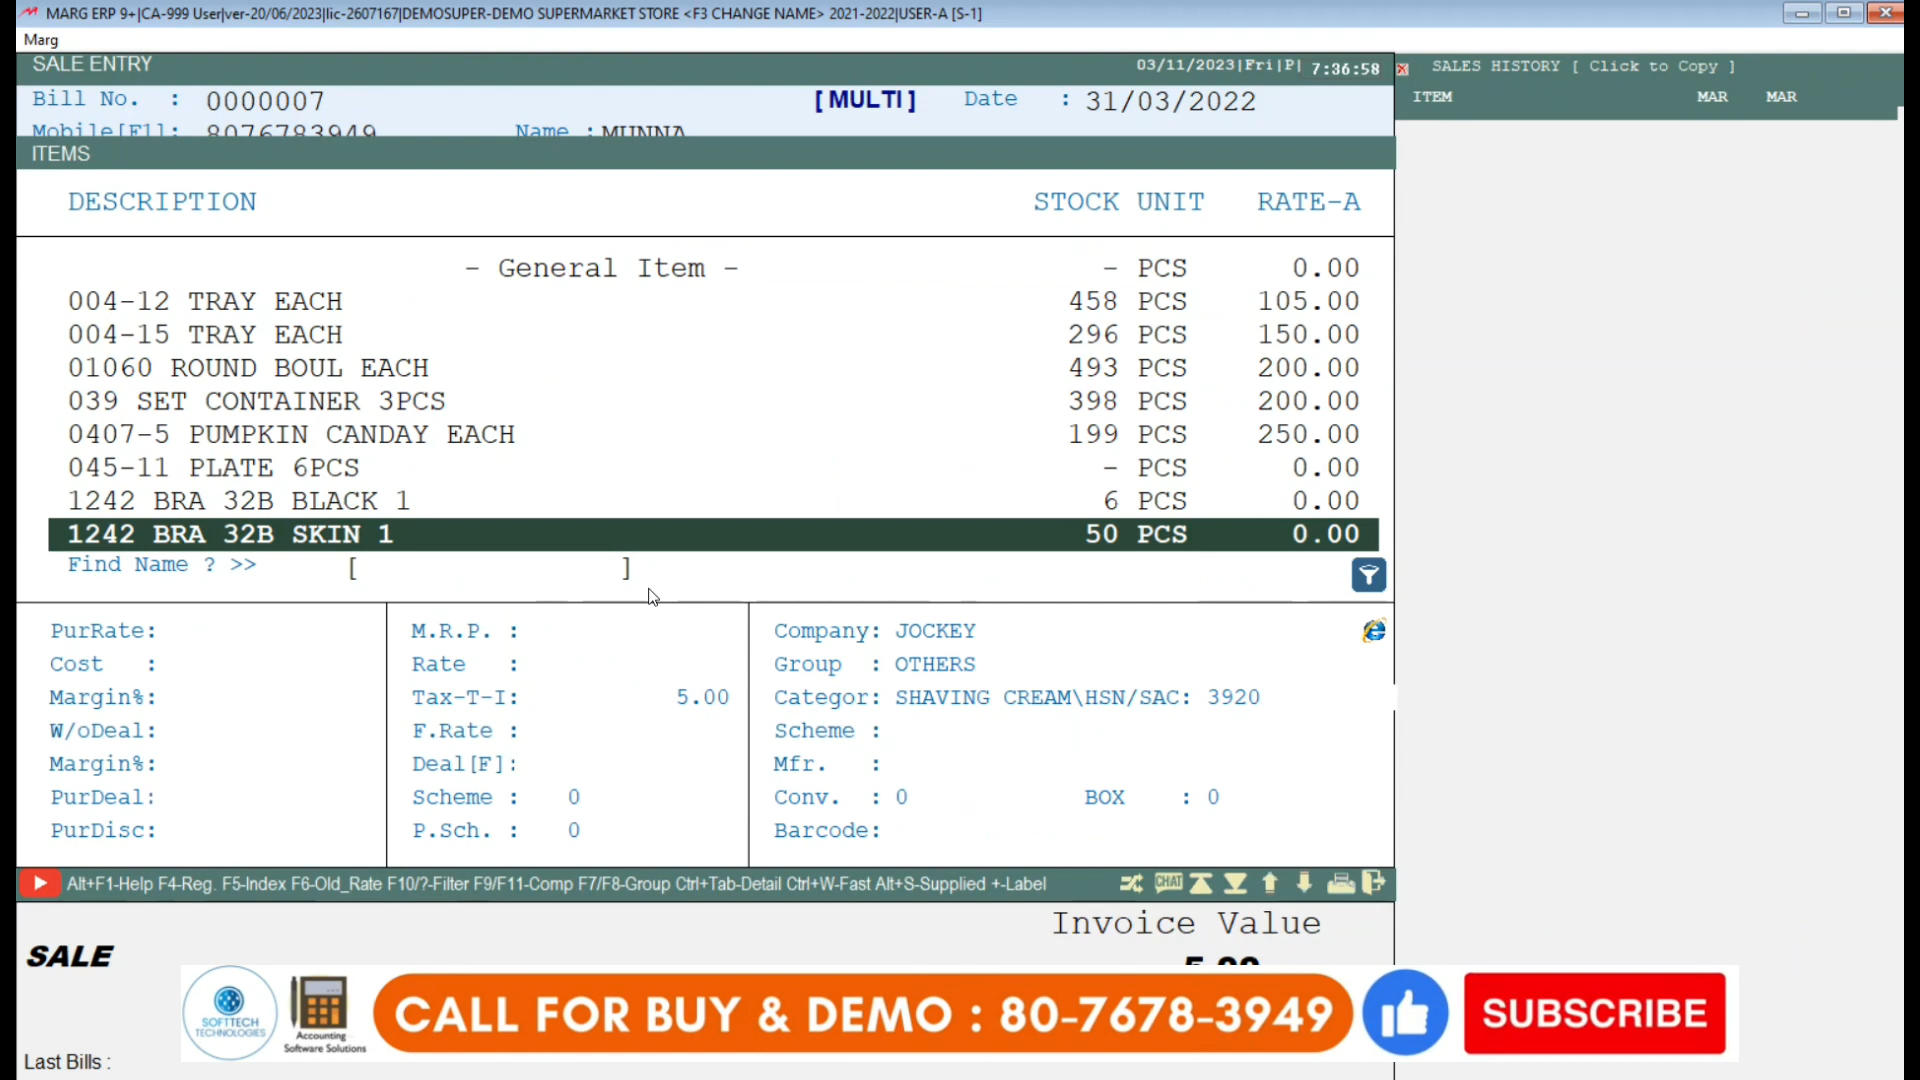 MARG ERP 9+|CA-999 User|ver-20/06/2023|lic-2607167|DEMOSUPER-DEMO SUPERMARKET STORE <F3 CHANGE NAME> 2021-2022|USER-A [S-1]
Marg
SALE ENTRY 03/11/2023|Fri|P| 7:36:58
SALES HISTORY [ Click to Copy ]
ITEM MAR MAR
Bill No. : 0000007 [MULTI] Date : 31/03/2022
Mobile[F1]: 8076783949 Name : MUNNA
ITEMS
DESCRIPTION STOCK UNIT RATE-A
- General Item - - PCS 0.00
004-12 TRAY EACH 458 PCS 105.00
004-15 TRAY EACH 296 PCS 150.00
01060 ROUND BOUL EACH 493 PCS 200.00
039 SET CONTAINER 3PCS 398 PCS 200.00
0407-5 PUMPKIN CANDAY EACH 199 PCS 250.00
045-11 PLATE 6PCS - PCS 0.00
1242 BRA 32B BLACK 1 6 PCS 0.00
1242 BRA 32B SKIN 1 50 PCS 0.00
Find Name ? >> [ ]
PurRate: M.R.P. : Company: JOCKEY
Cost : Rate : Group : OTHERS
Margin%: Tax-T-I: 5.00 Categor: SHAVING CREAM\HSN/SAC: 3920
W/oDeal: F.Rate : Scheme :
Margin%: Deal[F]: Mfr. :
PurDeal: Scheme : 0 Conv. : 0 BOX : 0
PurDisc: P.Sch. : 0 Barcode:
Alt+F1-Help F4-Reg. F5-Index F6-Old_Rate F10/?-Filter F9/F11-Comp F7/F8-Group Ctrl+Tab-Detail Ctrl+W-Fast Alt+S-Supplied +-Label CHAT
Invoice Value
SALE
SOFTTECH
TECHNOLOGIES
Accounting
Software Solutions
CALL FOR BUY & DEMO : 80-7678-3949
SUBSCRIBE
Last Bills :